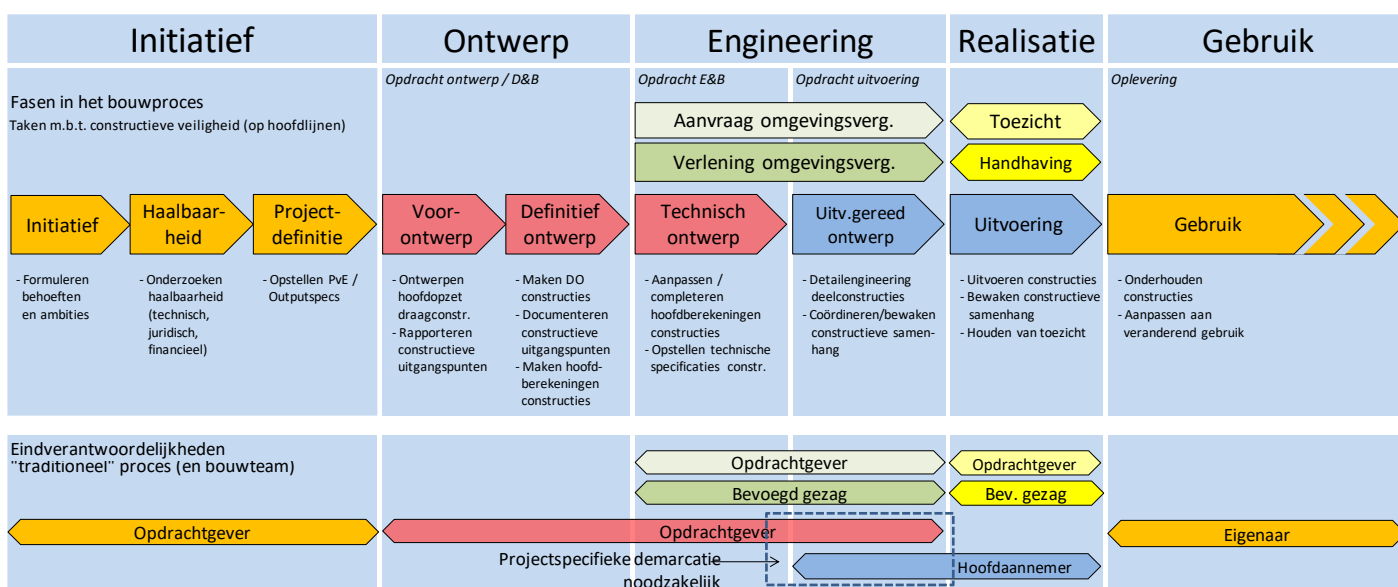 Initiatief
Ontwerp
Engineering
Realisatie
Gebruik
Opdracht ontwerp / D&B
Opdracht E&B
Opdracht uitvoering
Oplevering
Fasen in het bouwproces
Taken m.b.t. constructieve veiligheid (op hoofdlijnen)
Aanvraag omgevingsverg.
Toezicht
Verlening omgevingsverg.
Handhaving
Initiatief
Haalbaar-
heid
Project-
definitie
Voor-
ontwerp
Definitief
ontwerp
Technisch
ontwerp
Uitv.gereed
ontwerp
Uitvoering
Gebruik
- Formuleren
behoeften
en ambities
- Onderzoeken
haalbaarheid
(technisch,
juridisch,
financieel)
- Opstellen PvE /
Outputspecs
- Ontwerpen
hoofdopzet
draagconstr.
- Rapporteren
constructieve
uitgangspunten
- Maken DO
constructies
- Documenteren
constructieve
uitgangspunten
- Maken hoofd-
berekeningen
constructies
- Aanpassen /
completeren
hoofdberekeningen
constructies
- Opstellen technische
specificaties constr.
- Detailengineering
deelconstructies
- Coördineren/bewaken
constructieve samen-
hang
- Uitvoeren constructies
- Bewaken constructieve
samenhang
- Houden van toezicht
- Onderhouden
constructies
- Aanpassen aan
veranderend gebruik
Eindverantwoordelijkheden
"traditioneel" proces (en bouwteam)
Opdrachtgever
Opdrachtgever
Bevoegd gezag
Bev. gezag
Opdrachtgever
Opdrachtgever
Eigenaar
Projectspecifieke demarcatie
noodzakelijk
Hoofdaannemer